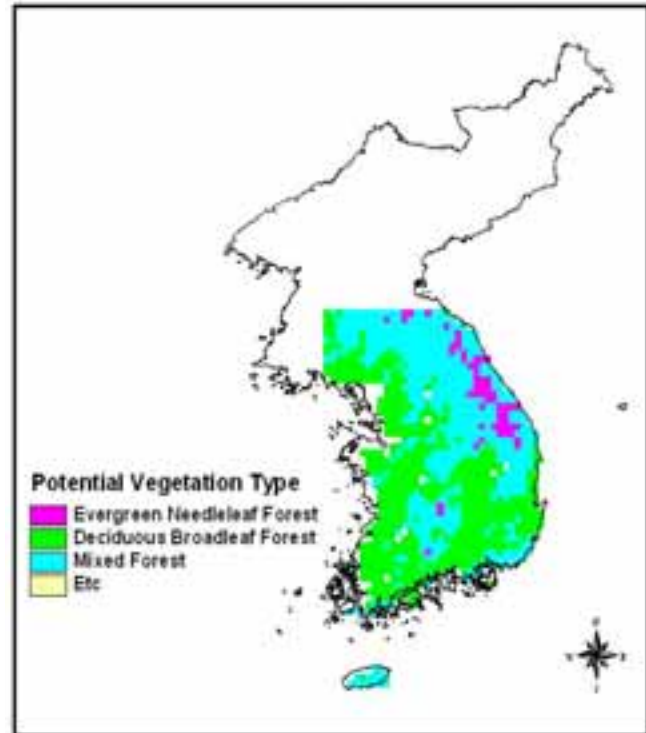 Potential Vegetation Type
Evergreen Needleleaf Forest
Deciduous Broadleaf Forest
Mixed Forest
Etc